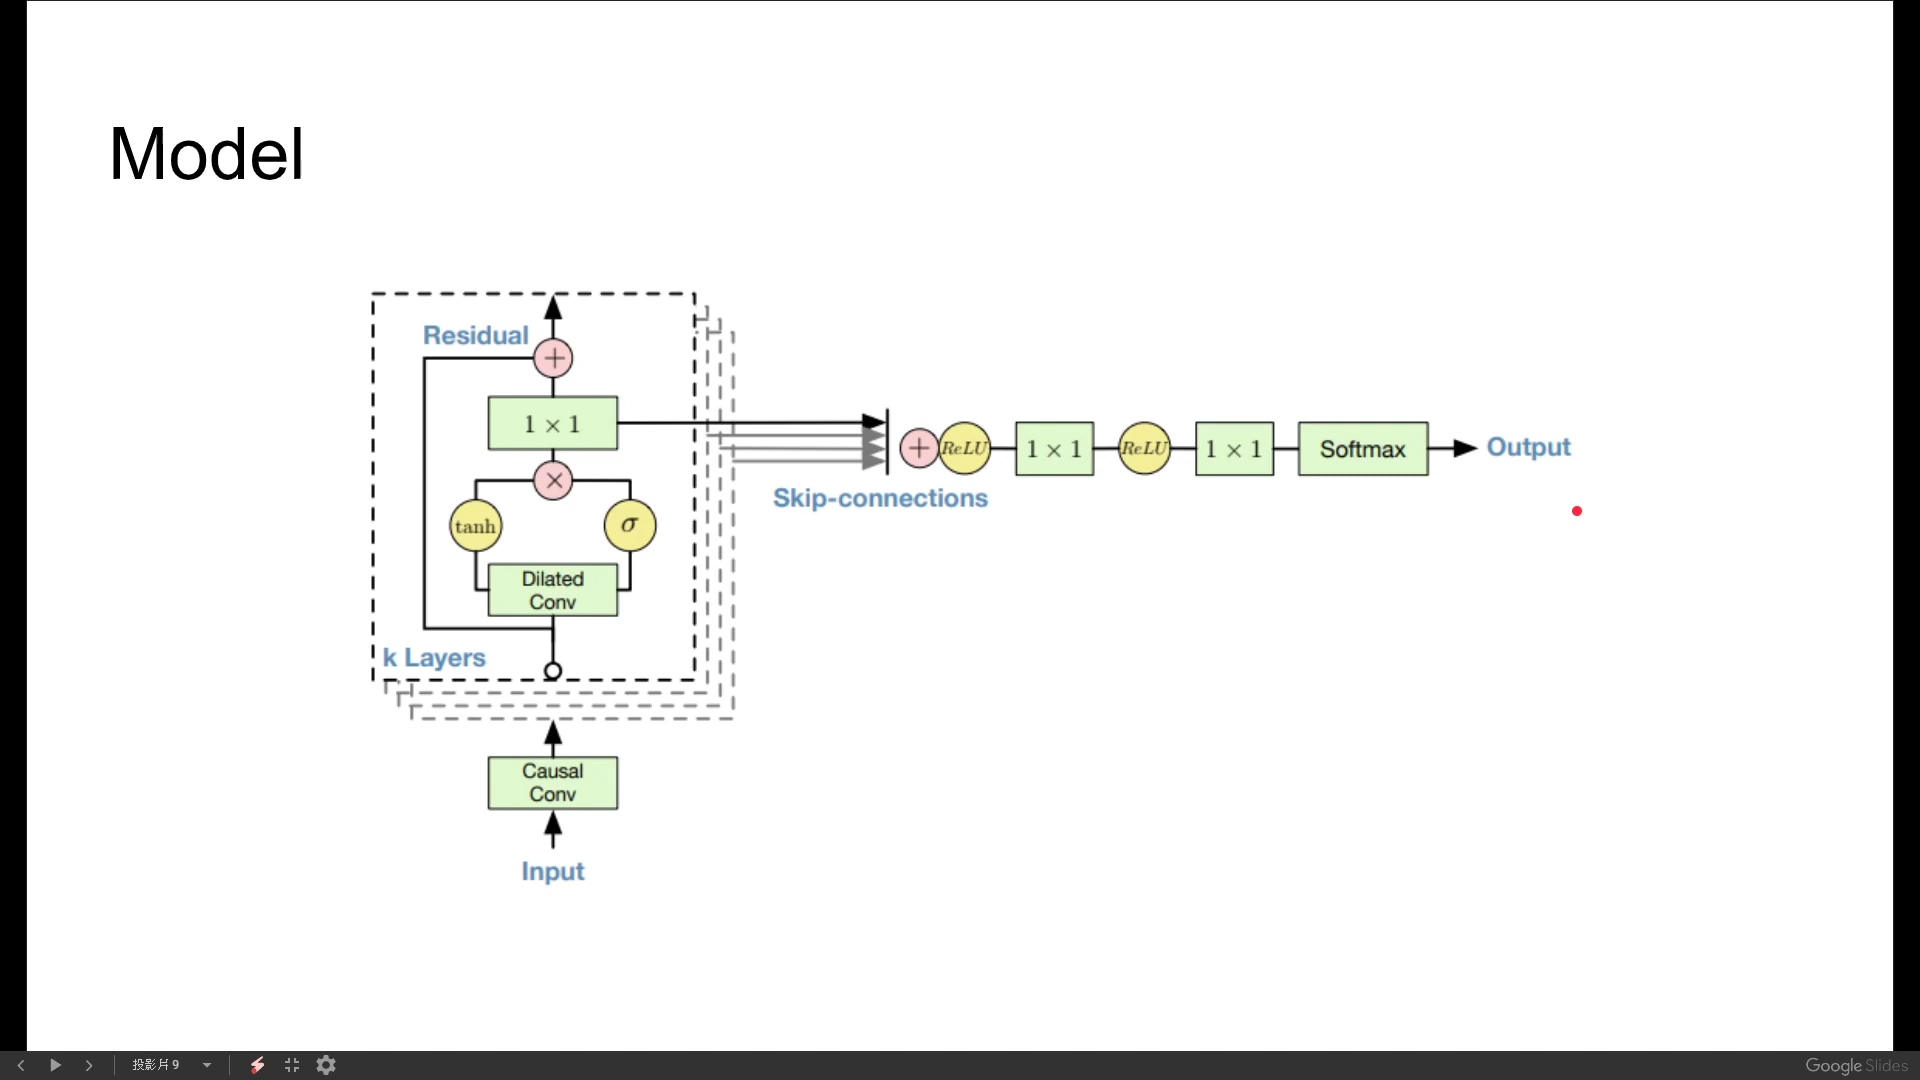 Model
Residual
+
1 × 1
×
tanh
σ
Dilated
Conv
k Layers
Causal
Conv
Input
Skip-connections
+
ReLU
1 × 1
ReLU
1 × 1
Softmax
Output
投影片 9
Google Slides